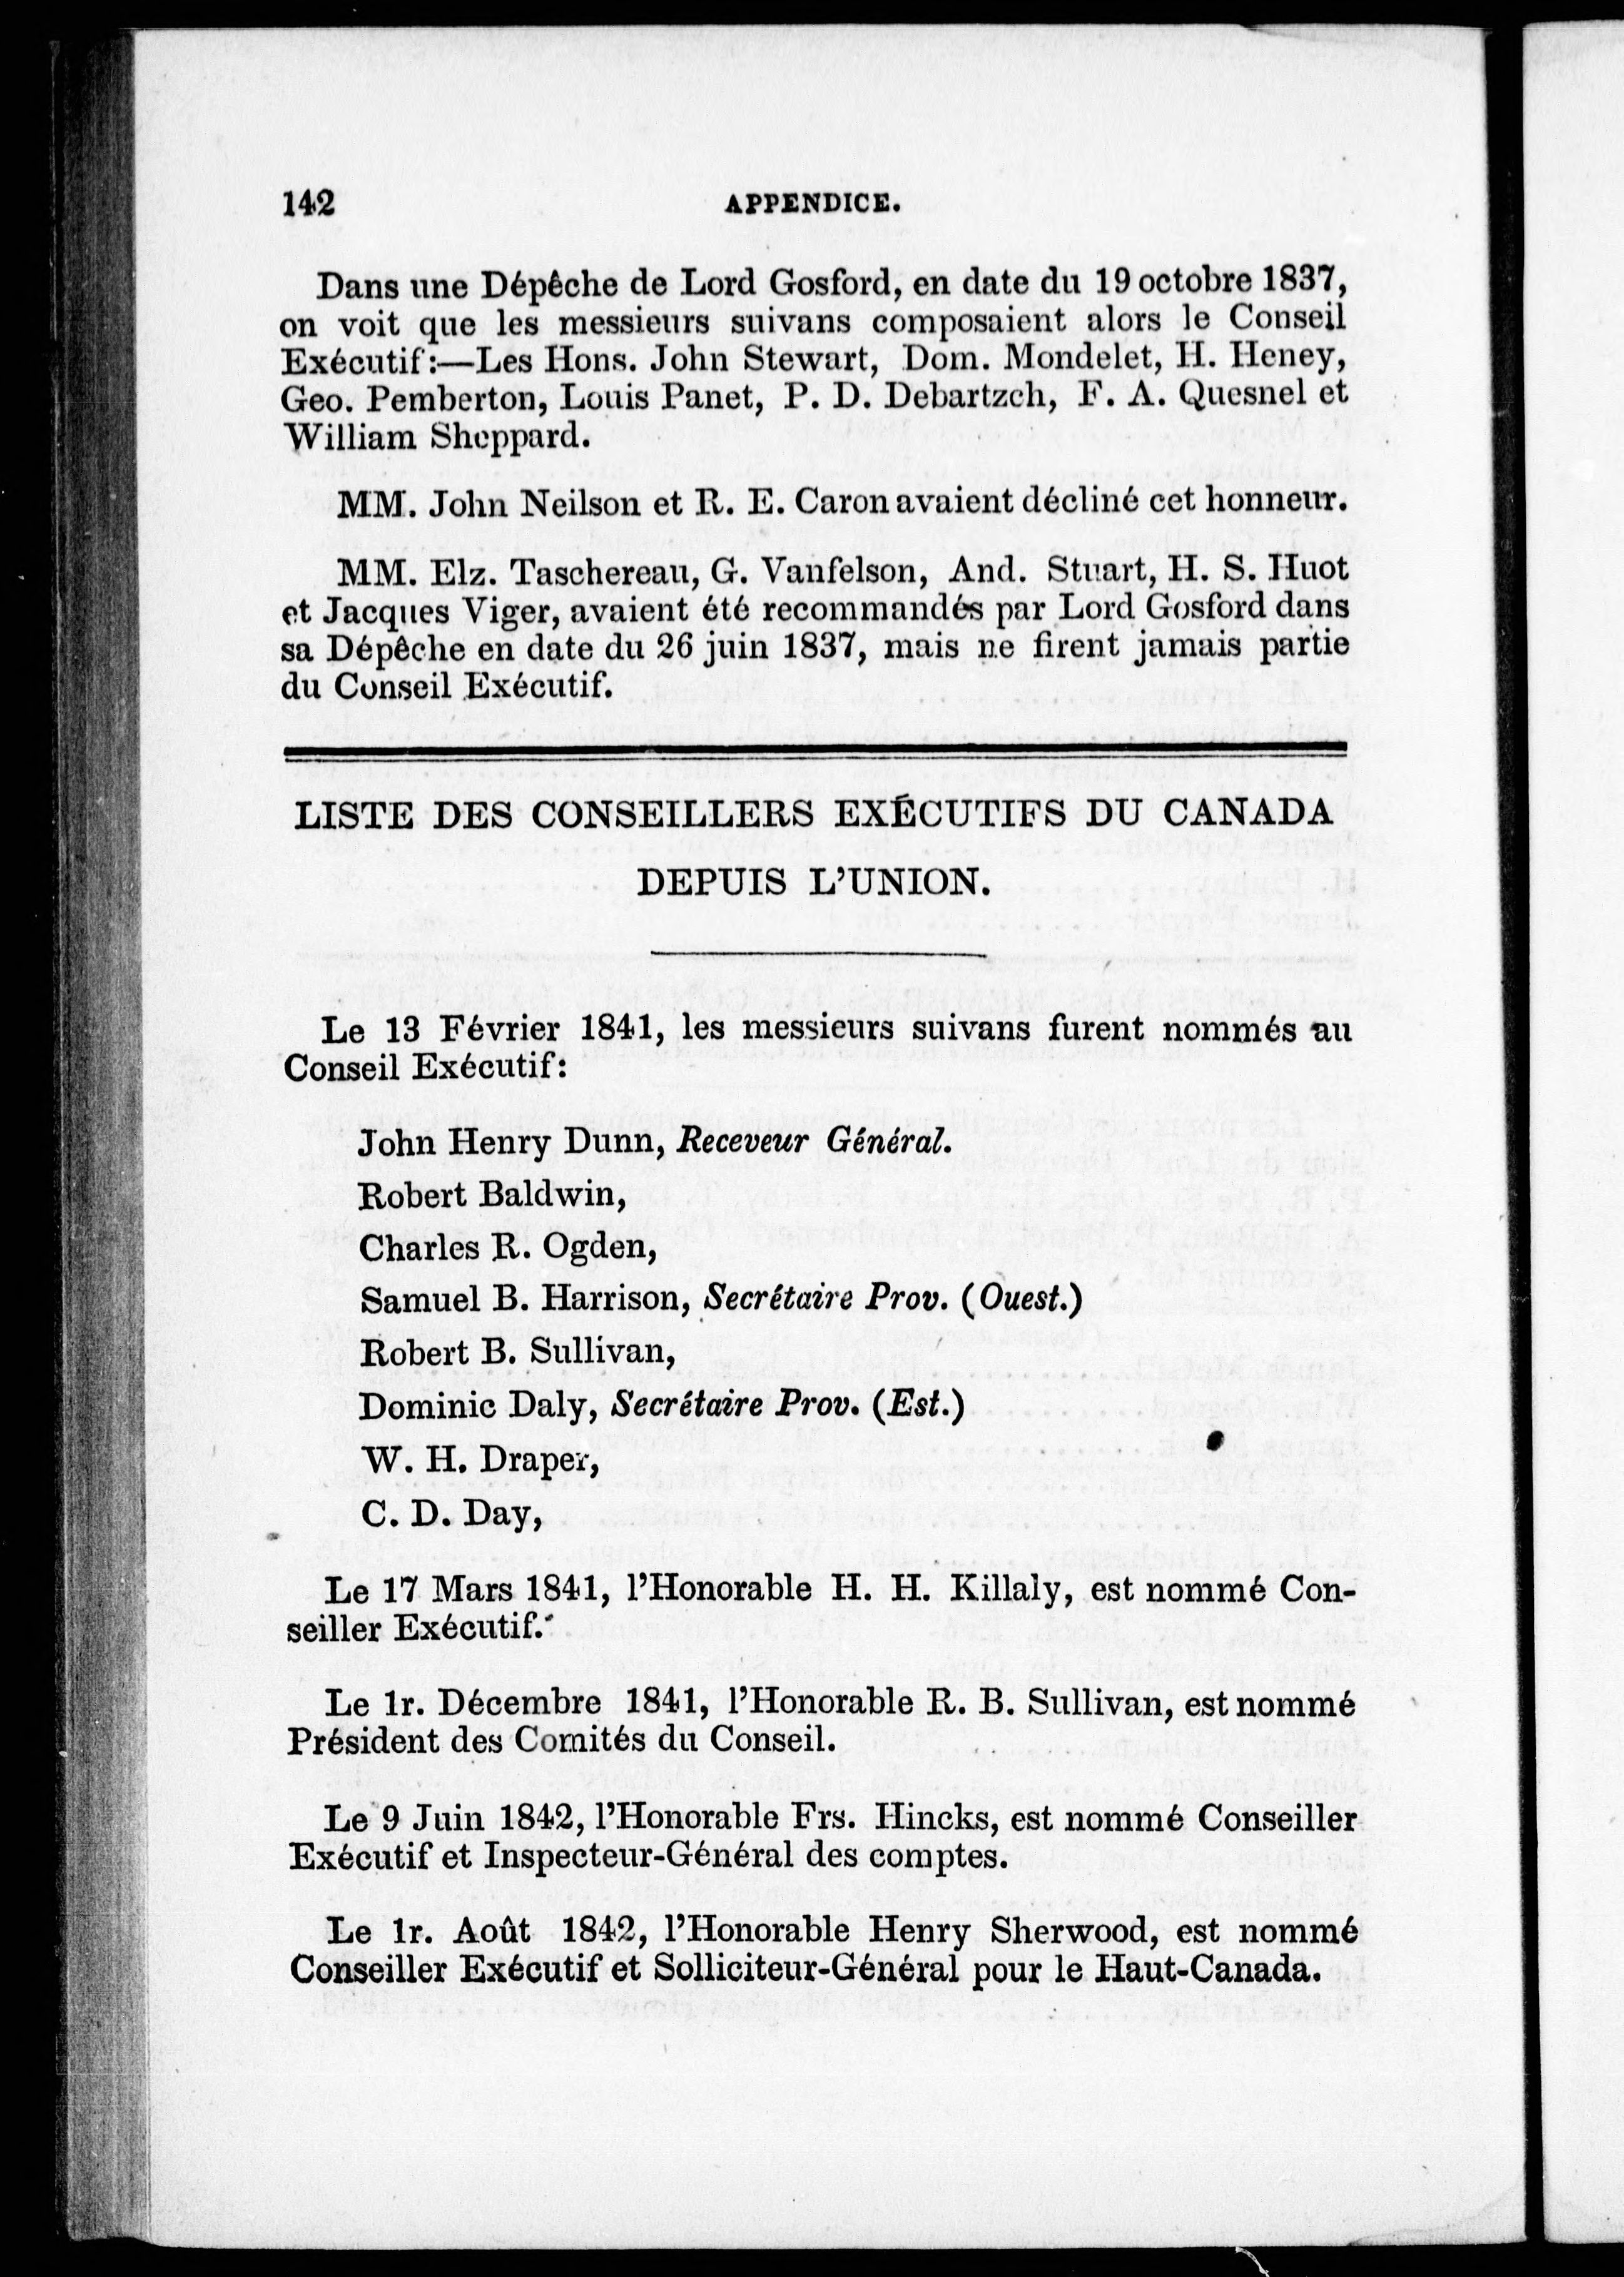 142 APPENDICE.
Dans une Dépêche de Lord Gosford, en date du 19 octobre 1837,
on voit que les messieurs suivans composaient alors le Conseil
Exécutif:—Les Hons. John Stewart, Dom. Mondelet, H. Heney,
Geo. Pemberton, Louis Panet, P. D. Debartzch, F. A. Quesnel et
William Sheppard.
MM. John Neilson et R. E. Caron avaient décliné cet honneur.
MM. Elz. Taschereau, G. Vanfelson, And. Stuart, H. S. Huot
et Jacques Viger, avaient été recommandés par Lord Gosford dans
sa Dépêche en date du 26 juin 1837, mais ne firent jamais partie
du Conseil Exécutif.
LISTE DES CONSEILLERS EXÉCUTIFS DU CANADA
DEPUIS L'UNION.
Le 13 Février 1841, les messieurs suivans furent nommés au
Conseil Exécutif:
John Henry Dunn, Receveur Général.
Robert Baldwin,
Charles R. Ogden,
Samuel B. Harrison, Secrétaire Prov. (Ouest.)
Robert B. Sullivan,
Dominic Daly, Secrétaire Prov. (Est.)
W. H. Draper,
C. D. Day,
Le 17 Mars 1841, l'Honorable H. H. Killaly, est nommé Con-
seiller Exécutif.
Le 1r. Décembre 1841, l'Honorable R. B. Sullivan, est nommé
Président des Comités du Conseil.
Le 9 Juin 1842, l'Honorable Frs. Hincks, est nommé Conseiller
Exécutif et Inspecteur-Général des comptes.
Le 1r. Août 1842, l'Honorable Henry Sherwood, est nommé
Conseiller Exécutif et Solliciteur-Général pour le Haut-Canada.